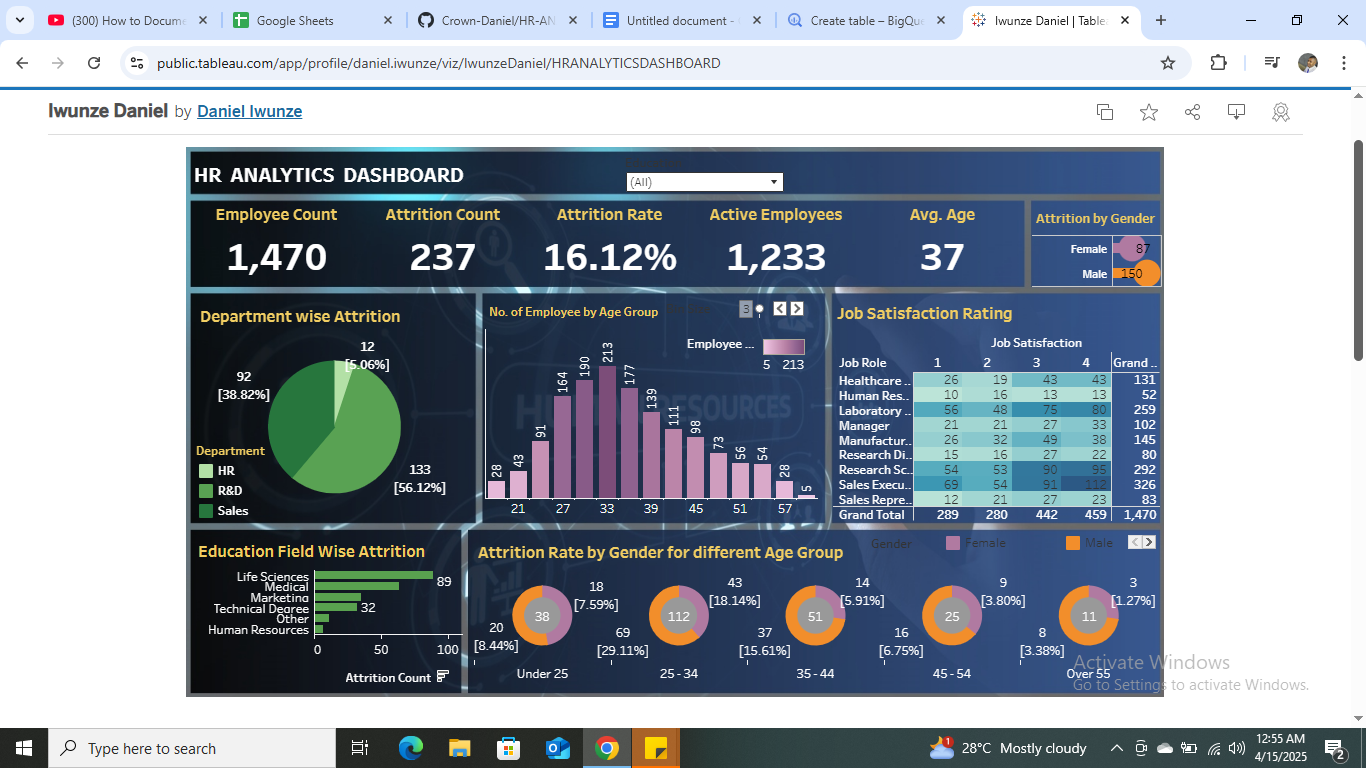 (300) How to Docume
Google Sheets
Crown-Daniel/HR-AN
Untitled document -
Create table – BigQue
Iwunze Daniel | Table
public.tableau.com/app/profile/daniel.iwunze/viz/IwunzeDaniel/HRANALYTICSDASHBOARD
Iwunze Daniel by Daniel Iwunze
HR ANALYTICS DASHBOARD
(All)
Employee Count
1,470
Attrition Count
237
Attrition Rate
16.12%
Active Employees
1,233
Avg. Age
37
Attrition by Gender
Female 87
Male 150
Department wise Attrition
12
[5.06%]
92
[38.82%]
133
[56.12%]
Department
HR
R&D
Sales
No. of Employee by Age Group
3
Employee ...
5 213
28 43 91 164 190 213 177 139 111 98 73 56 54 28 5
21 27 33 39 45 51 57
HUMAN RESOURCES
Job Satisfaction Rating
Job Satisfaction
Job Role 1 2 3 4 Grand ..
Healthcare .. 26 19 43 43 131
Human Res.. 10 16 13 13 52
Laboratory .. 56 48 75 80 259
Manager 21 21 27 33 102
Manufactur.. 26 32 49 38 145
Research Di.. 15 16 27 22 80
Research Sc.. 54 53 90 95 292
Sales Execu.. 69 54 91 112 326
Sales Repre.. 12 21 27 23 83
Grand Total 289 280 442 459 1,470
Education Field Wise Attrition
Life Sciences 89
Medical
Marketing
Technical Degree 32
Other
Human Resources
0 50 100
Attrition Count
Attrition Rate by Gender for different Age Group
Gender Female Male
18
[7.59%]
38
20
[8.44%]
Under 25
43
[18.14%]
112
69
[29.11%]
25 - 34
14
[5.91%]
51
37
[15.61%]
35 - 44
9
[3.80%]
25
16
[6.75%]
45 - 54
3
[1.27%]
11
8
[3.38%]
Over 55
Activate Windows
Go to Settings to activate Windows.
Type here to search
1
28°C Mostly cloudy
12:55 AM
4/15/2025
2